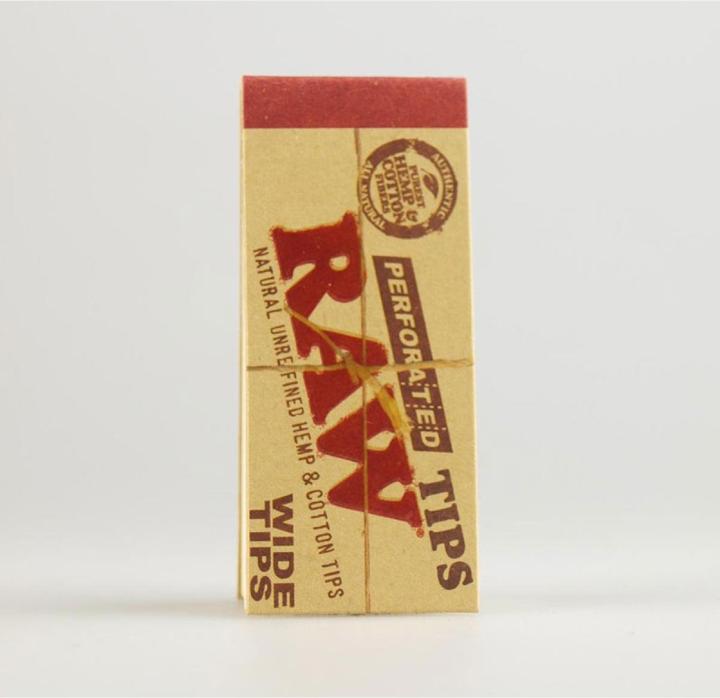 AUTHENTIC
PUREST
HEMP &
COTTON
FIBERS
ALL NATURAL
PERFORATED TIPS
RAW®
NATURAL UNREFINED HEMP & COTTON TIPS
WIDE
TIPS